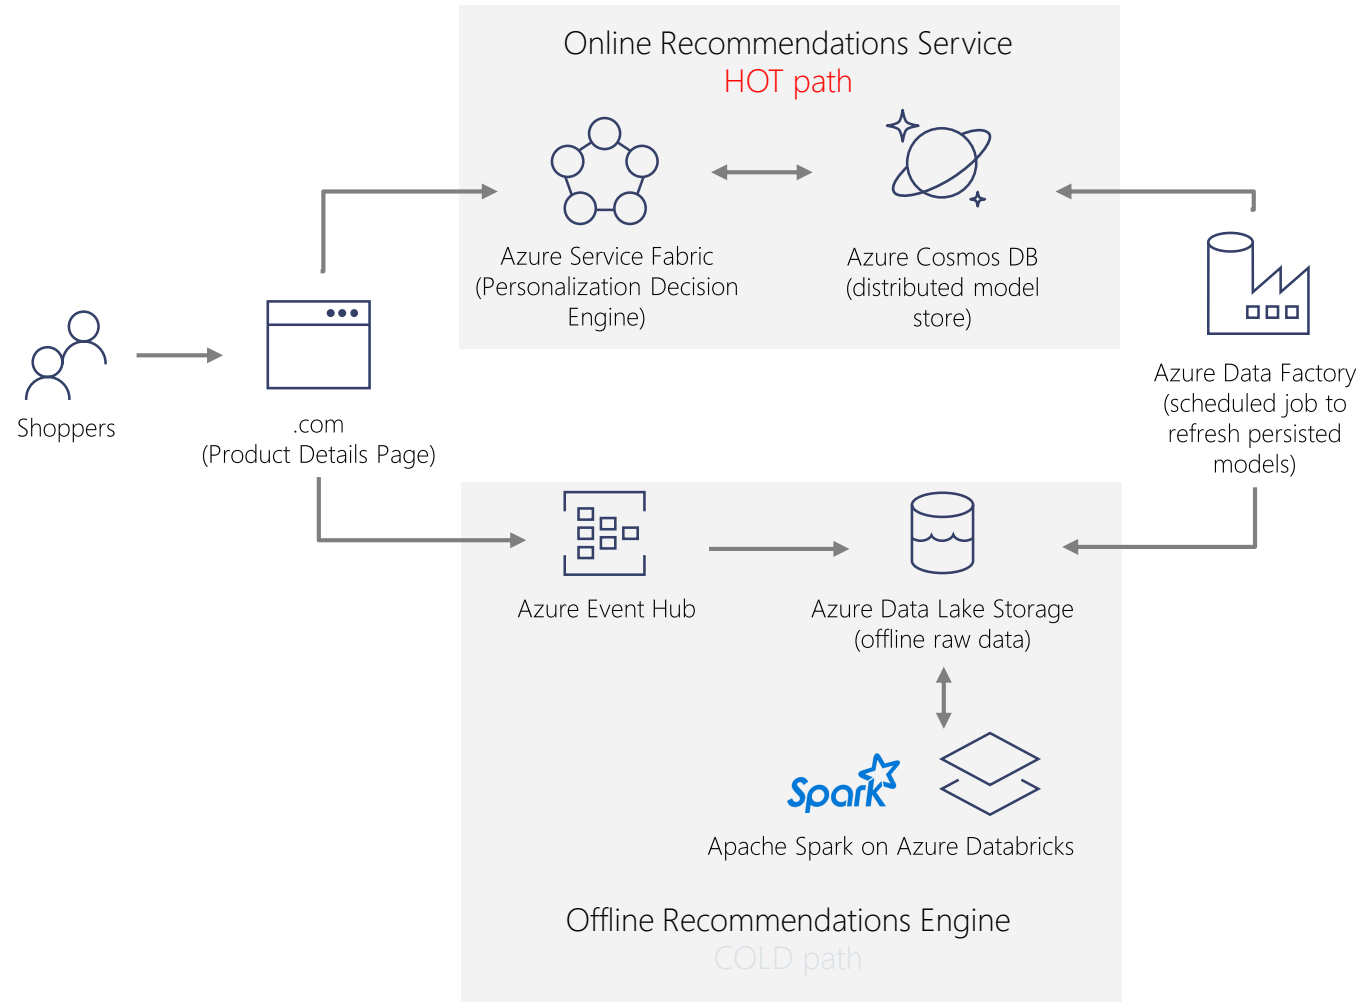 Online Recommendations Service
HOT path
Azure Service Fabric
(Personalization Decision
Engine)
Azure Cosmos DB
(distributed model
store)
Shoppers
.com
(Product Details Page)
Azure Data Factory
(scheduled job to
refresh persisted
models)
Azure Event Hub
Azure Data Lake Storage
(offline raw data)
Spark
Apache Spark on Azure Databricks
Offline Recommendations Engine
COLD path